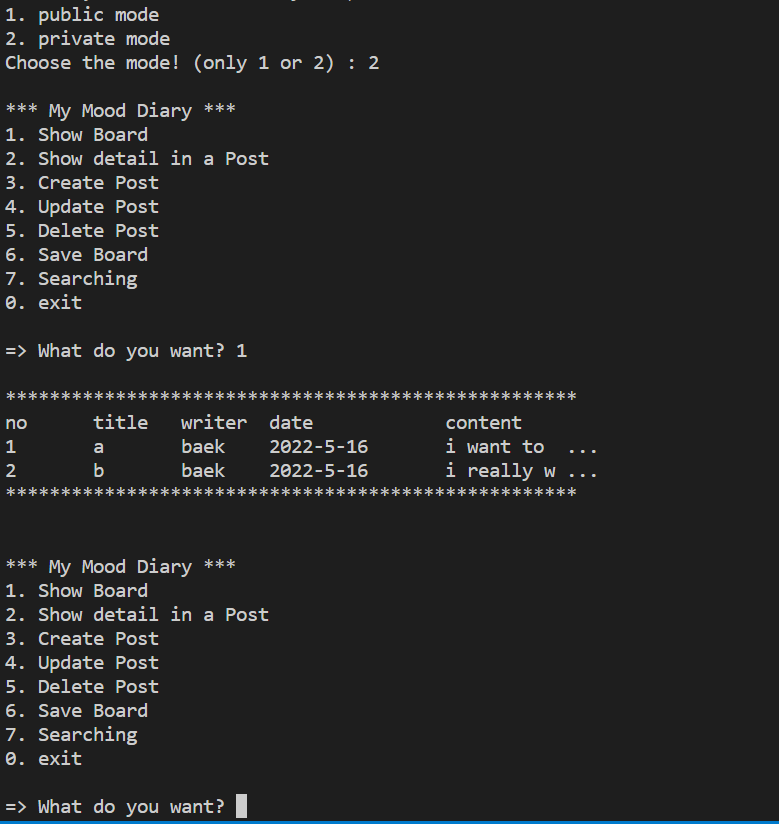 1. public mode
2. private mode
Choose the mode! (only 1 or 2) : 2
*** My Mood Diary ***
1. Show Board
2. Show detail in a Post
3. Create Post
4. Update Post
5. Delete Post
6. Save Board
7. Searching
0. exit
=> What do you want? 1
****************************************************
no      title   writer  date            content
1       a       baek    2022-5-16       i want to  ...
2       b       baek    2022-5-16       i really w ...
****************************************************
*** My Mood Diary ***
1. Show Board
2. Show detail in a Post
3. Create Post
4. Update Post
5. Delete Post
6. Save Board
7. Searching
0. exit
=> What do you want?